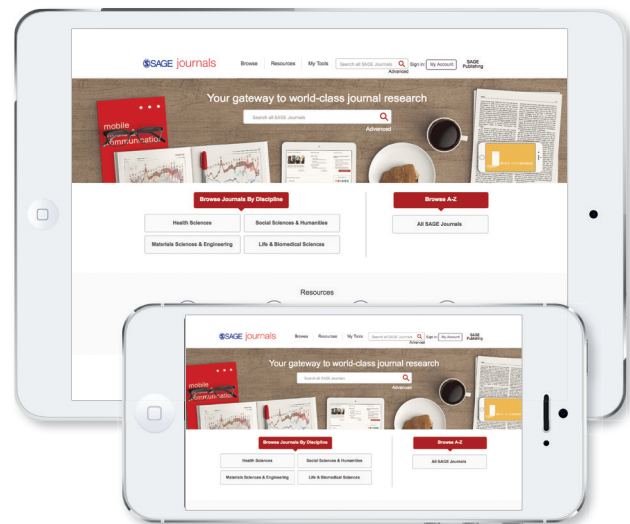 SAGE journals Browse Resources My Tools Search all SAGE Journals Sign in: My Account SAGE Publishing
Advanced
Your gateway to world-class journal research
Search all SAGE Journals
Advanced
mobile
communication
Browse Journals By Discipline Browse A-Z
Health Sciences Social Sciences & Humanities All SAGE Journals
Materials Sciences & Engineering Life & Biomedical Sciences
Resources
SAGE journals Browse Resources My Tools Search all SAGE Journals Sign in: My Account SAGE Publishing
Advanced
Your gateway to world-class journal research
Search all SAGE Journals
Advanced
mobile
communication
Browse Journals By Discipline Browse A-Z
Health Sciences Social Sciences & Humanities All SAGE Journals
Materials Sciences & Engineering Life & Biomedical Sciences